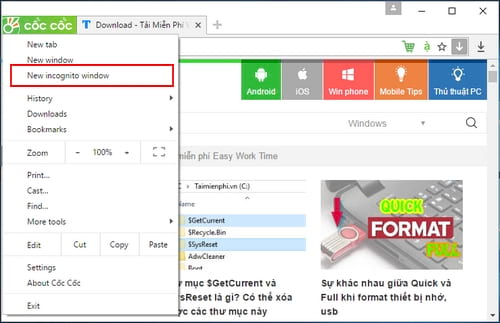 CỐC CỐC
Download - Tải Miễn Phí V
New tab
New window
New incognito window
History
Downloads
Bookmarks
Zoom - 100% +
Print...
Cast...
Find...
More tools
Edit Cut Copy Paste
Settings
About Cốc Cốc
Exit
Android
iOS
Win phone
Mobile Tips
Thủ thuật PC
Windows
miễn phí Easy Work Time
PC > Taimienphi.vn (C:)
$GetCurrent
$Recycle.Bin
$SysReset
AdwCleaner
Boot
mục $GetCurrent và
$SysReset là gì? Có thể xóa
được các thư mục này
QUICK
FORMAT
FULL
Sự khác nhau giữa Quick và
Full khi format thiết bị nhớ,
usb